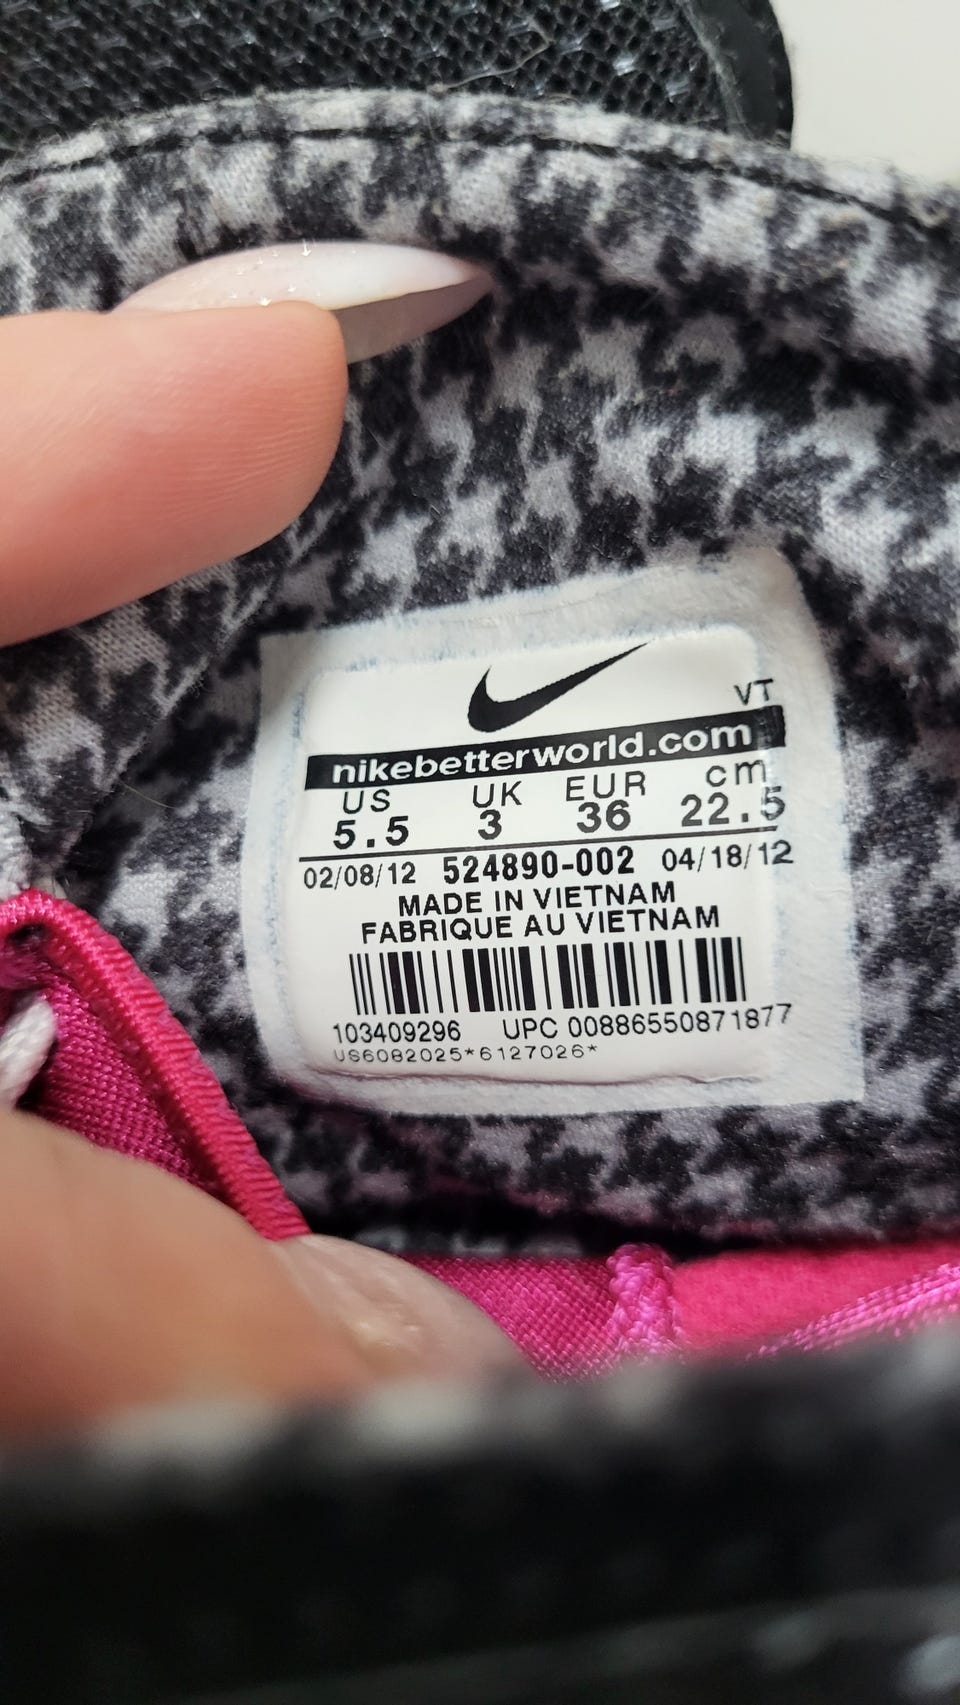 VT
nikebetterworld.com
US UK EUR cm
5.5 3 36 22.5
02/08/12 524890-002 04/18/12
MADE IN VIETNAM
FABRIQUE AU VIETNAM
103409296 UPC 00886550871877
US6082025*6127026*